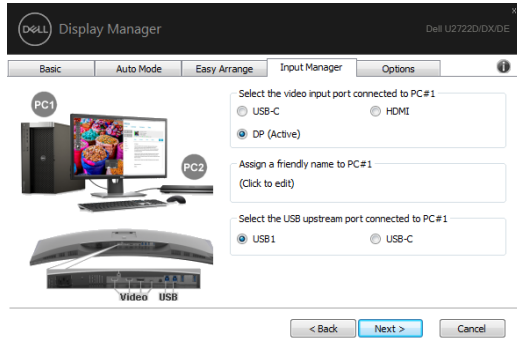 x
DELL Display Manager
Dell U2722D/DX/DE
Basic
Auto Mode
Easy Arrange
Input Manager
Options
i
PC1
PC2
Video USB
Select the video input port connected to PC#1
USB-C
HDMI
DP (Active)
Assign a friendly name to PC#1
(Click to edit)
Select the USB upstream port connected to PC#1
USB1
USB-C
< Back
Next >
Cancel